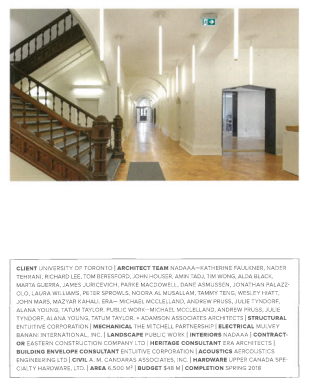 CLIENT UNIVERSITY OF TORONTO | ARCHITECT TEAM NADAAA—KATHERINE FAULKNER, NADER
TEHRANI, RICHARD LEE, TOM BERESFORD, JOHN HOUSER, AMIN TADJ, TIM WONG, ALDA BLACK,
MARTA GUERRA, JAMES JURICEVICH, PARKE MACDOWELL, DANE ASMUSSEN, JONATHAN PALAZZ-
OLO, LAURA WILLIAMS, PETER SPROWLS, NOORA AL MUSALLAM, TAMMY TENG, WESLEY HIATT,
JOHN MARS, MAZYAR KAHALI. ERA— MICHAEL MCCLELLAND, ANDREW PRUSS, JULIE TYNDORF,
ALANA YOUNG, TATUM TAYLOR. PUBLIC WORK—MICHAEL MCCLELLAND, ANDREW PRUSS, JULIE
TYNDORF, ALANA YOUNG, TATUM TAYLOR. + ADAMSON ASSOCIATES ARCHITECTS | STRUCTURAL
ENTUITIVE CORPORATION | MECHANICAL THE MITCHELL PARTNERSHIP | ELECTRICAL MULVEY
BANANI INTERNATIONAL, INC. | LANDSCAPE PUBLIC WORK | INTERIORS NADAAA | CONTRACT-
OR EASTERN CONSTRUCTION COMPANY LTD | HERITAGE CONSULTANT ERA ARCHITECTS |
BUILDING ENVELOPE CONSULTANT ENTUITIVE CORPORATION | ACOUSTICS AERCOUSTICS
ENGINEERING LTD | CIVIL A. M. CANDARAS ASSOCIATES, INC. | HARDWARE UPPER CANADA SPE-
CIALTY HARDWARE, LTD. | AREA 8,500 M² | BUDGET $48 M | COMPLETION SPRING 2018